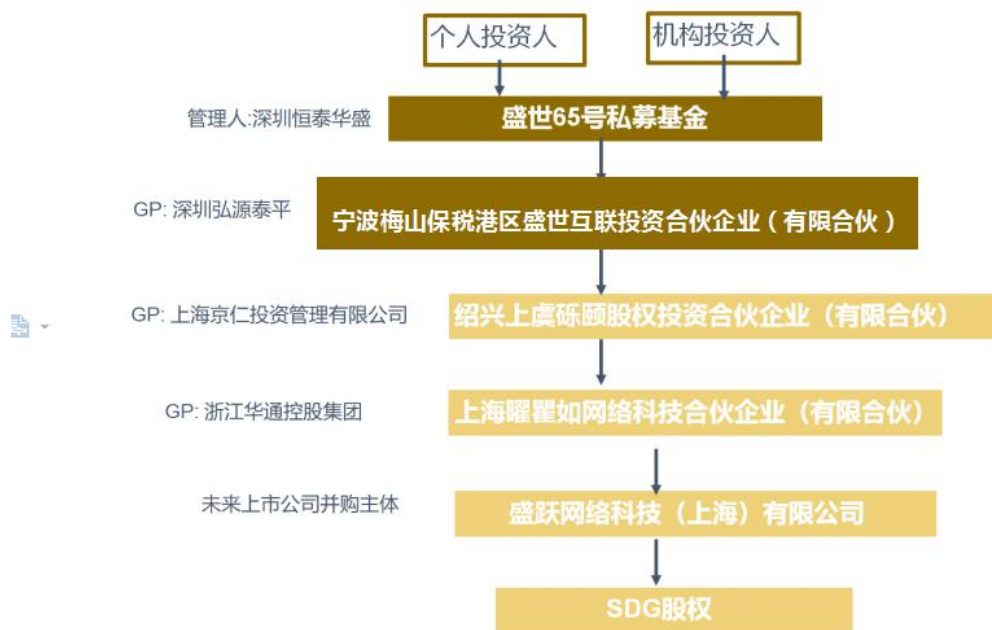 个人投资人
机构投资人
管理人:深圳恒泰华盛
盛世65号私募基金
GP: 深圳弘源泰平
宁波梅山保税港区盛世互联投资合伙企业（有限合伙）
GP: 上海京仁投资管理有限公司
绍兴上虞砾颐股权投资合伙企业（有限合伙）
GP: 浙江华通控股集团
上海曜瞿如网络科技合伙企业（有限合伙）
未来上市公司并购主体
盛跃网络科技（上海）有限公司
SDG股权